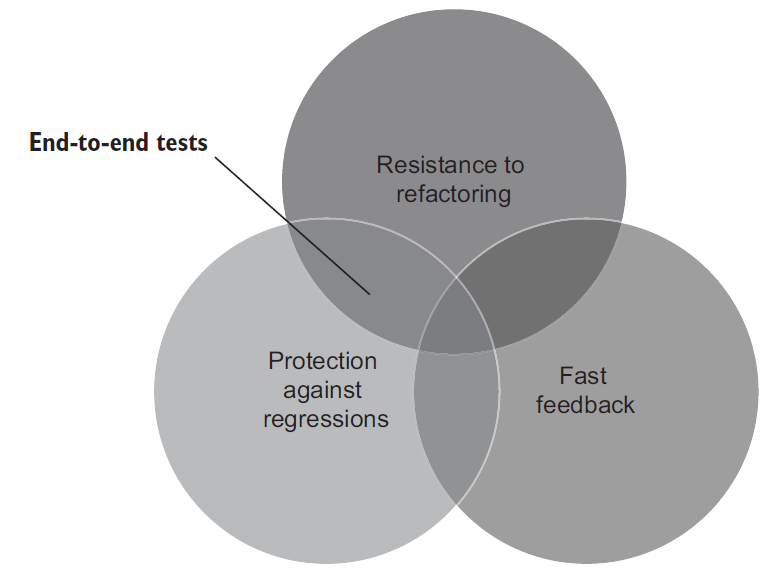 End-to-end tests
Resistance to
refactoring
Protection
against
regressions
Fast
feedback